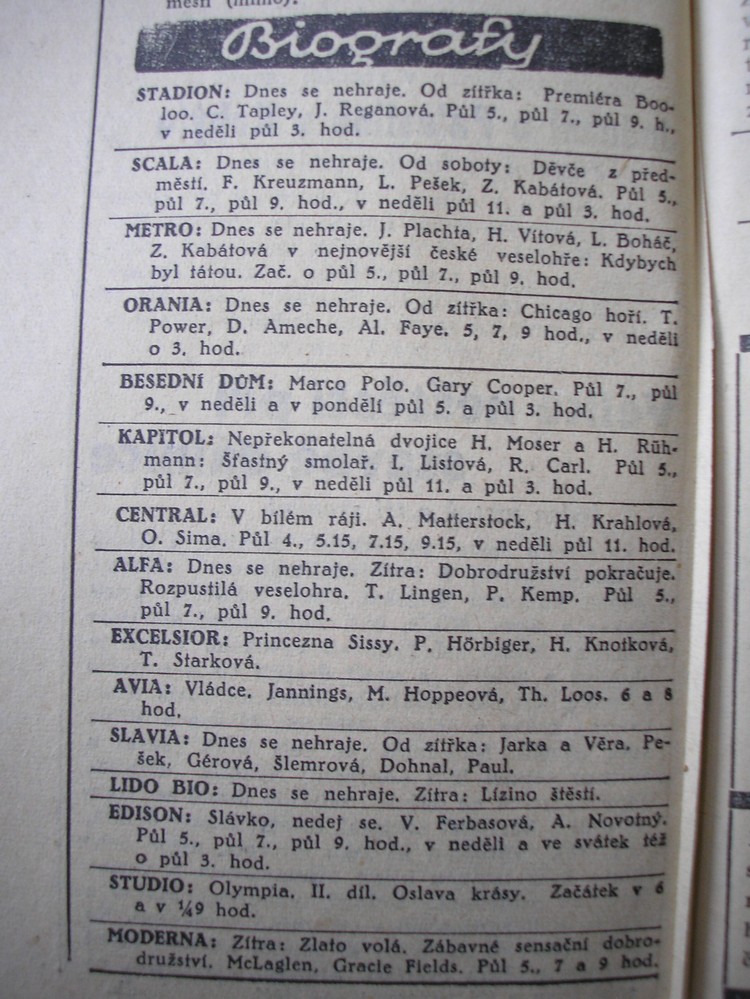 městí (mimo).
Biografy
STADION: Dnes se nehraje. Od zítřka: Premiéra Boo-
loo. C. Tapley, J. Reganová. Půl 5., půl 7., půl 9. h.,
v neděli půl 3. hod.
SCALA: Dnes se nehraje. Od soboty: Děvče z před-
městí. F. Kreuzmann, L. Pešek, Z. Kabátová. Půl 5.,
půl 7., půl 9. hod., v neděli půl 11. a půl 3. hod.
METRO: Dnes se nehraje. J. Plachta, H. Vítová, L. Boháč,
Z. Kabátová v nejnovější české veselohře: Kdybych
byl tátou. Zač. o půl 5., půl 7., půl 9. hod.
ORANIA: Dnes se nehraje. Od zítřka: Chicago hoří. T.
Power, D. Ameche, Al. Faye. 5, 7, 9 hod., v neděli
o 3. hod.
BESEDNÍ DŮM: Marco Polo. Gary Cooper. Půl 7., půl
9., v neděli a v pondělí půl 5. a půl 3. hod.
KAPITOL: Nepřekonatelná dvojice H. Moser a H. Rüh-
mann: Šťastný smolař. I. Listová, R. Carl. Půl 5.,
půl 7., půl 9., v neděli půl 11. a půl 3. hod.
CENTRAL: V bílém ráji. A. Matterstock, H. Krahlová,
O. Sima. Půl 4., 5.15, 7.15, 9.15, v neděli půl 11. hod.
ALFA: Dnes se nehraje. Zítra: Dobrodružství pokračuje.
Rozpustilá veselohra. T. Lingen, P. Kemp. Půl 5.,
půl 7., půl 9. hod.
EXCELSIOR: Princezna Sissy. P. Hörbiger, H. Knotková,
T. Starková.
AVIA: Vládce. Jannings, M. Hoppeová, Th. Loos. 6 a 8
hod.
SLAVIA: Dnes se nehraje. Od zítřka: Jarka a Věra. Pe-
šek, Gérová, Šlemrová, Dohnal, Paul.
LIDO BIO: Dnes se nehraje. Zítra: Lízino štěstí.
EDISON: Slávko, nedej se. V. Ferbasová, A. Novotný.
Půl 5., půl 7., půl 9. hod., v neděli a ve svátek též
o půl 3. hod.
STUDIO: Olympia. II. díl. Oslava krásy. Začátek v 6
a v ¼9 hod.
MODERNA: Zítra: Zlato volá. Zábavné sensační dobro-
družství. McLaglen, Gracie Fields. Půl 5., 7 a 9 hod.